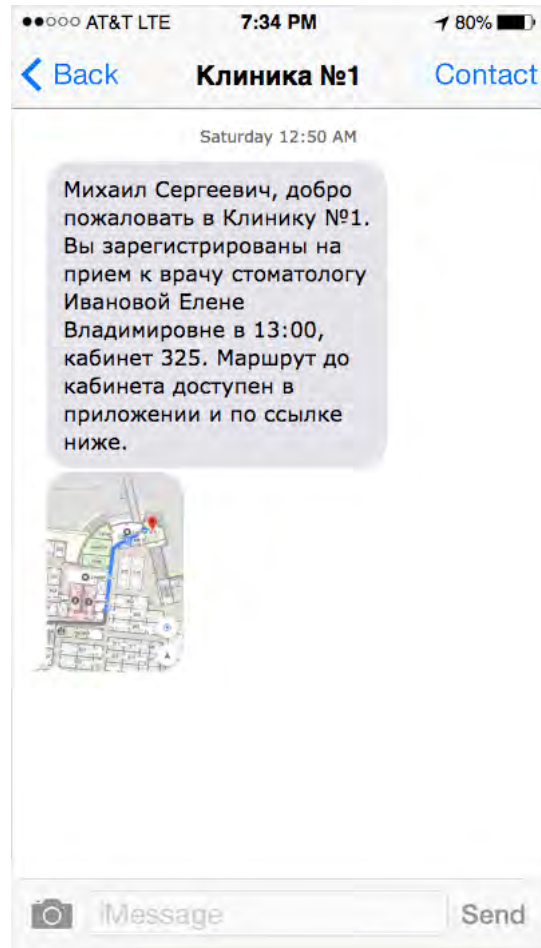 AT&T LTE 7:34 PM 80%
Back Клиника №1 Contact
Saturday 12:50 AM
Михаил Сергеевич, добро
пожаловать в Клинику №1.
Вы зарегистрированы на
прием к врачу стоматологу
Ивановой Елене
Владимировне в 13:00,
кабинет 325. Маршрут до
кабинета доступен в
приложении и по ссылке
ниже.
iMessage Send